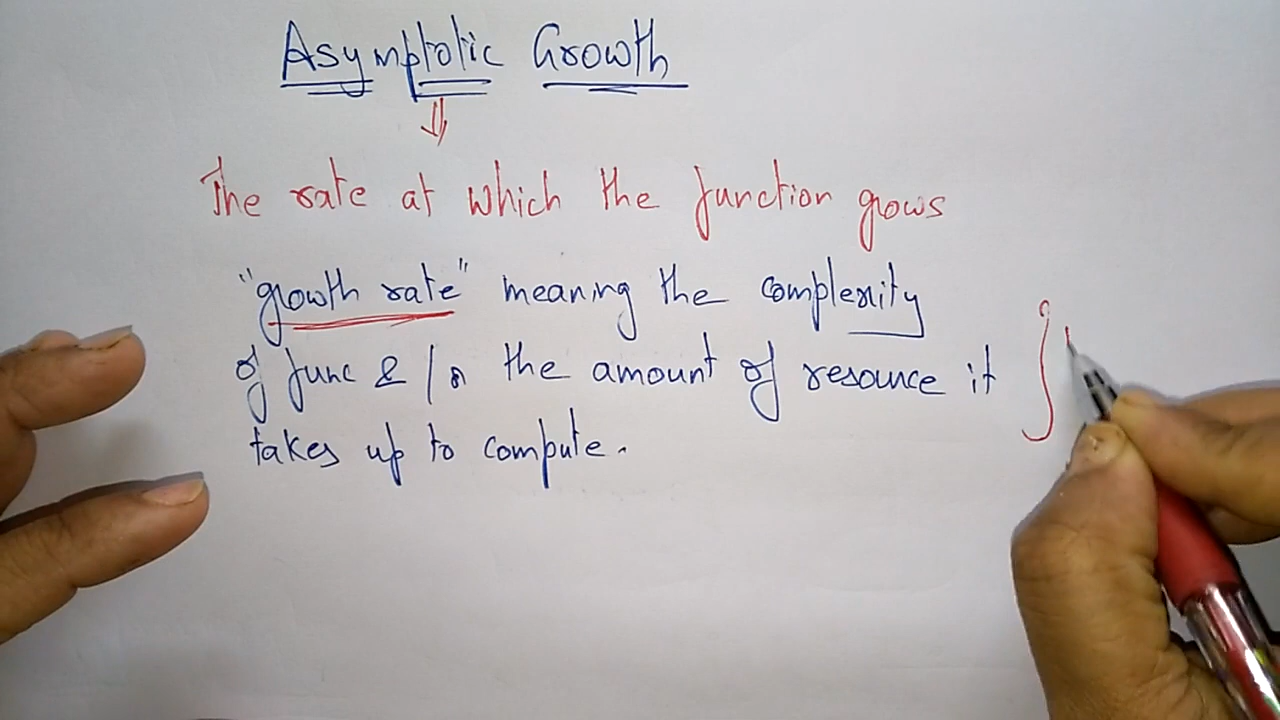 Asymptotic Growth
The rate at which the function grows
"growth rate" meaning the complexity
of func & / or the amount of resource it
takes up to compute.